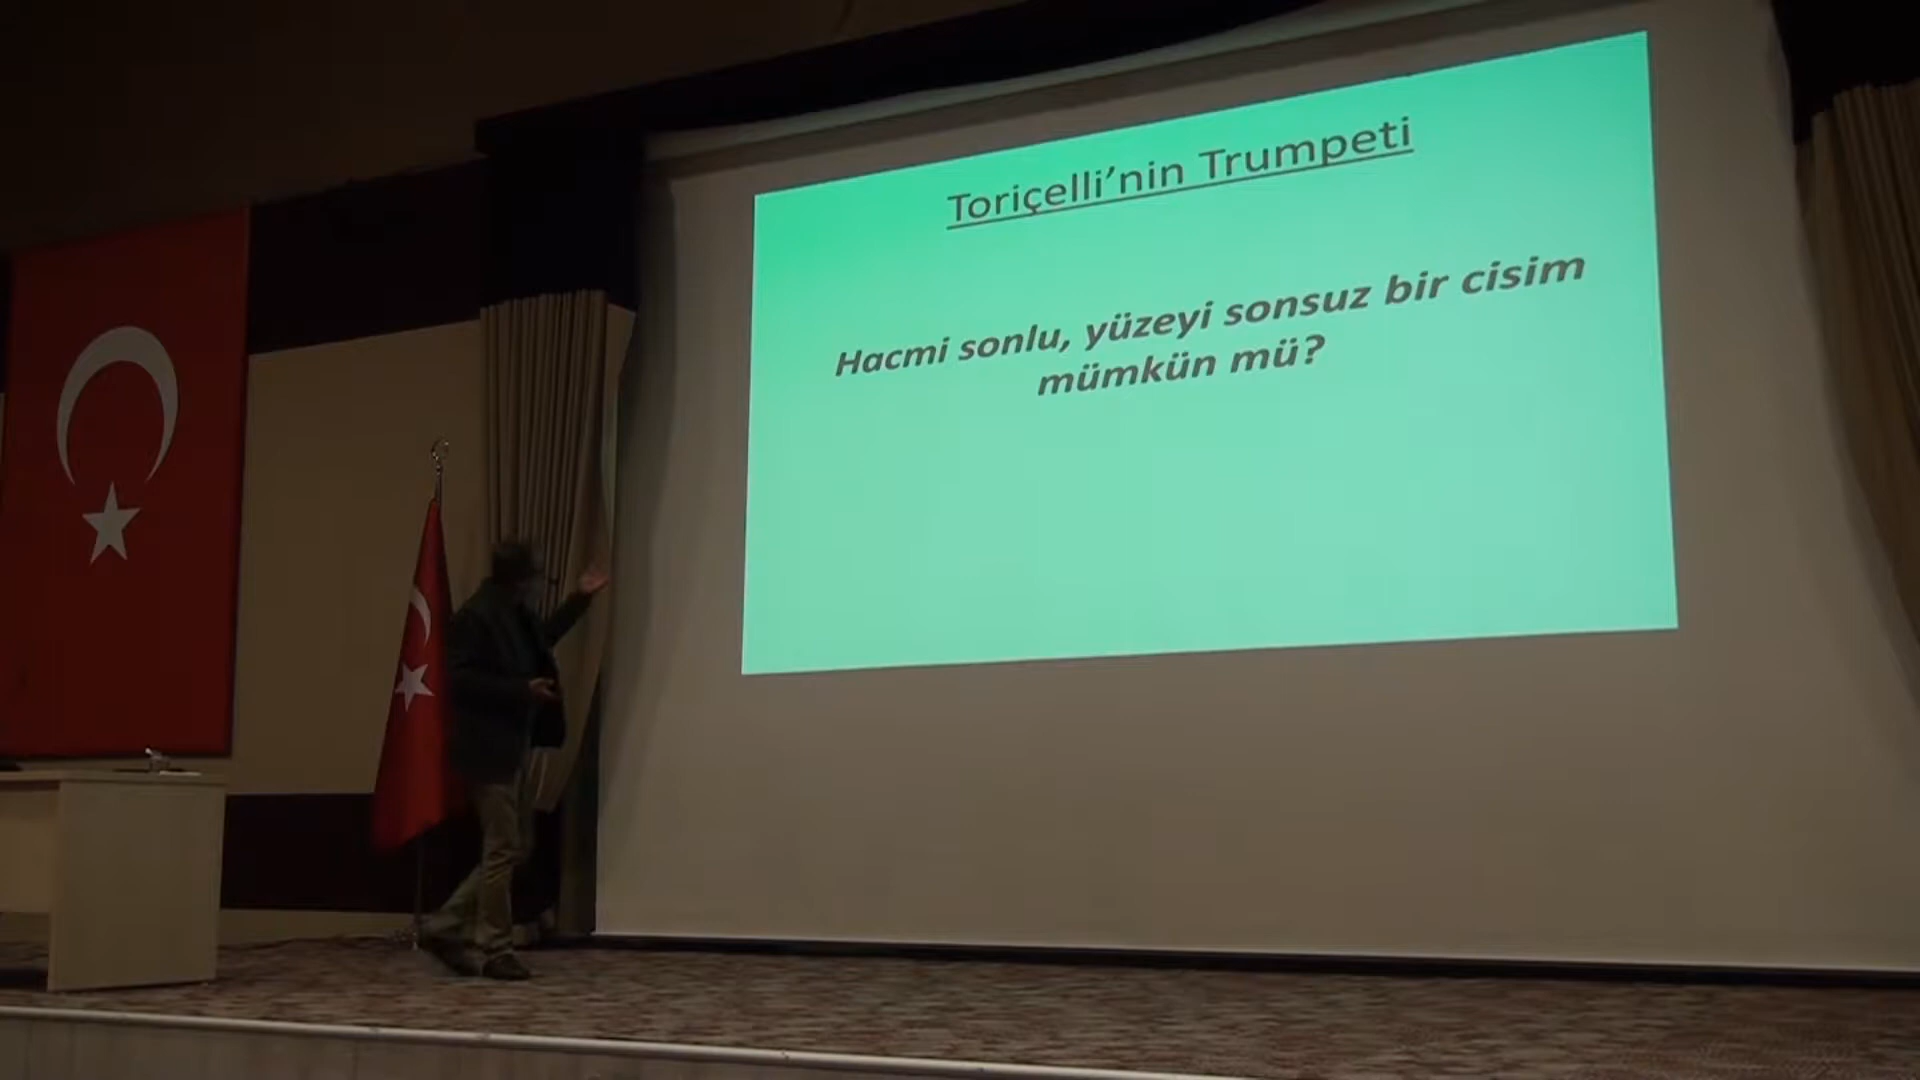 Toriçelli’nin Trumpeti
Hacmi sonlu, yüzeyi sonsuz bir cisim
mümkün mü?